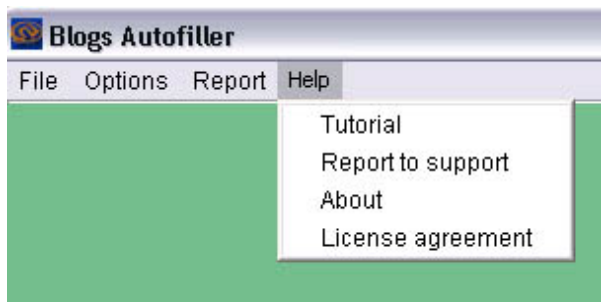 Blogs Autofiller
File Options Report Help
Tutorial
Report to support
About
License agreement